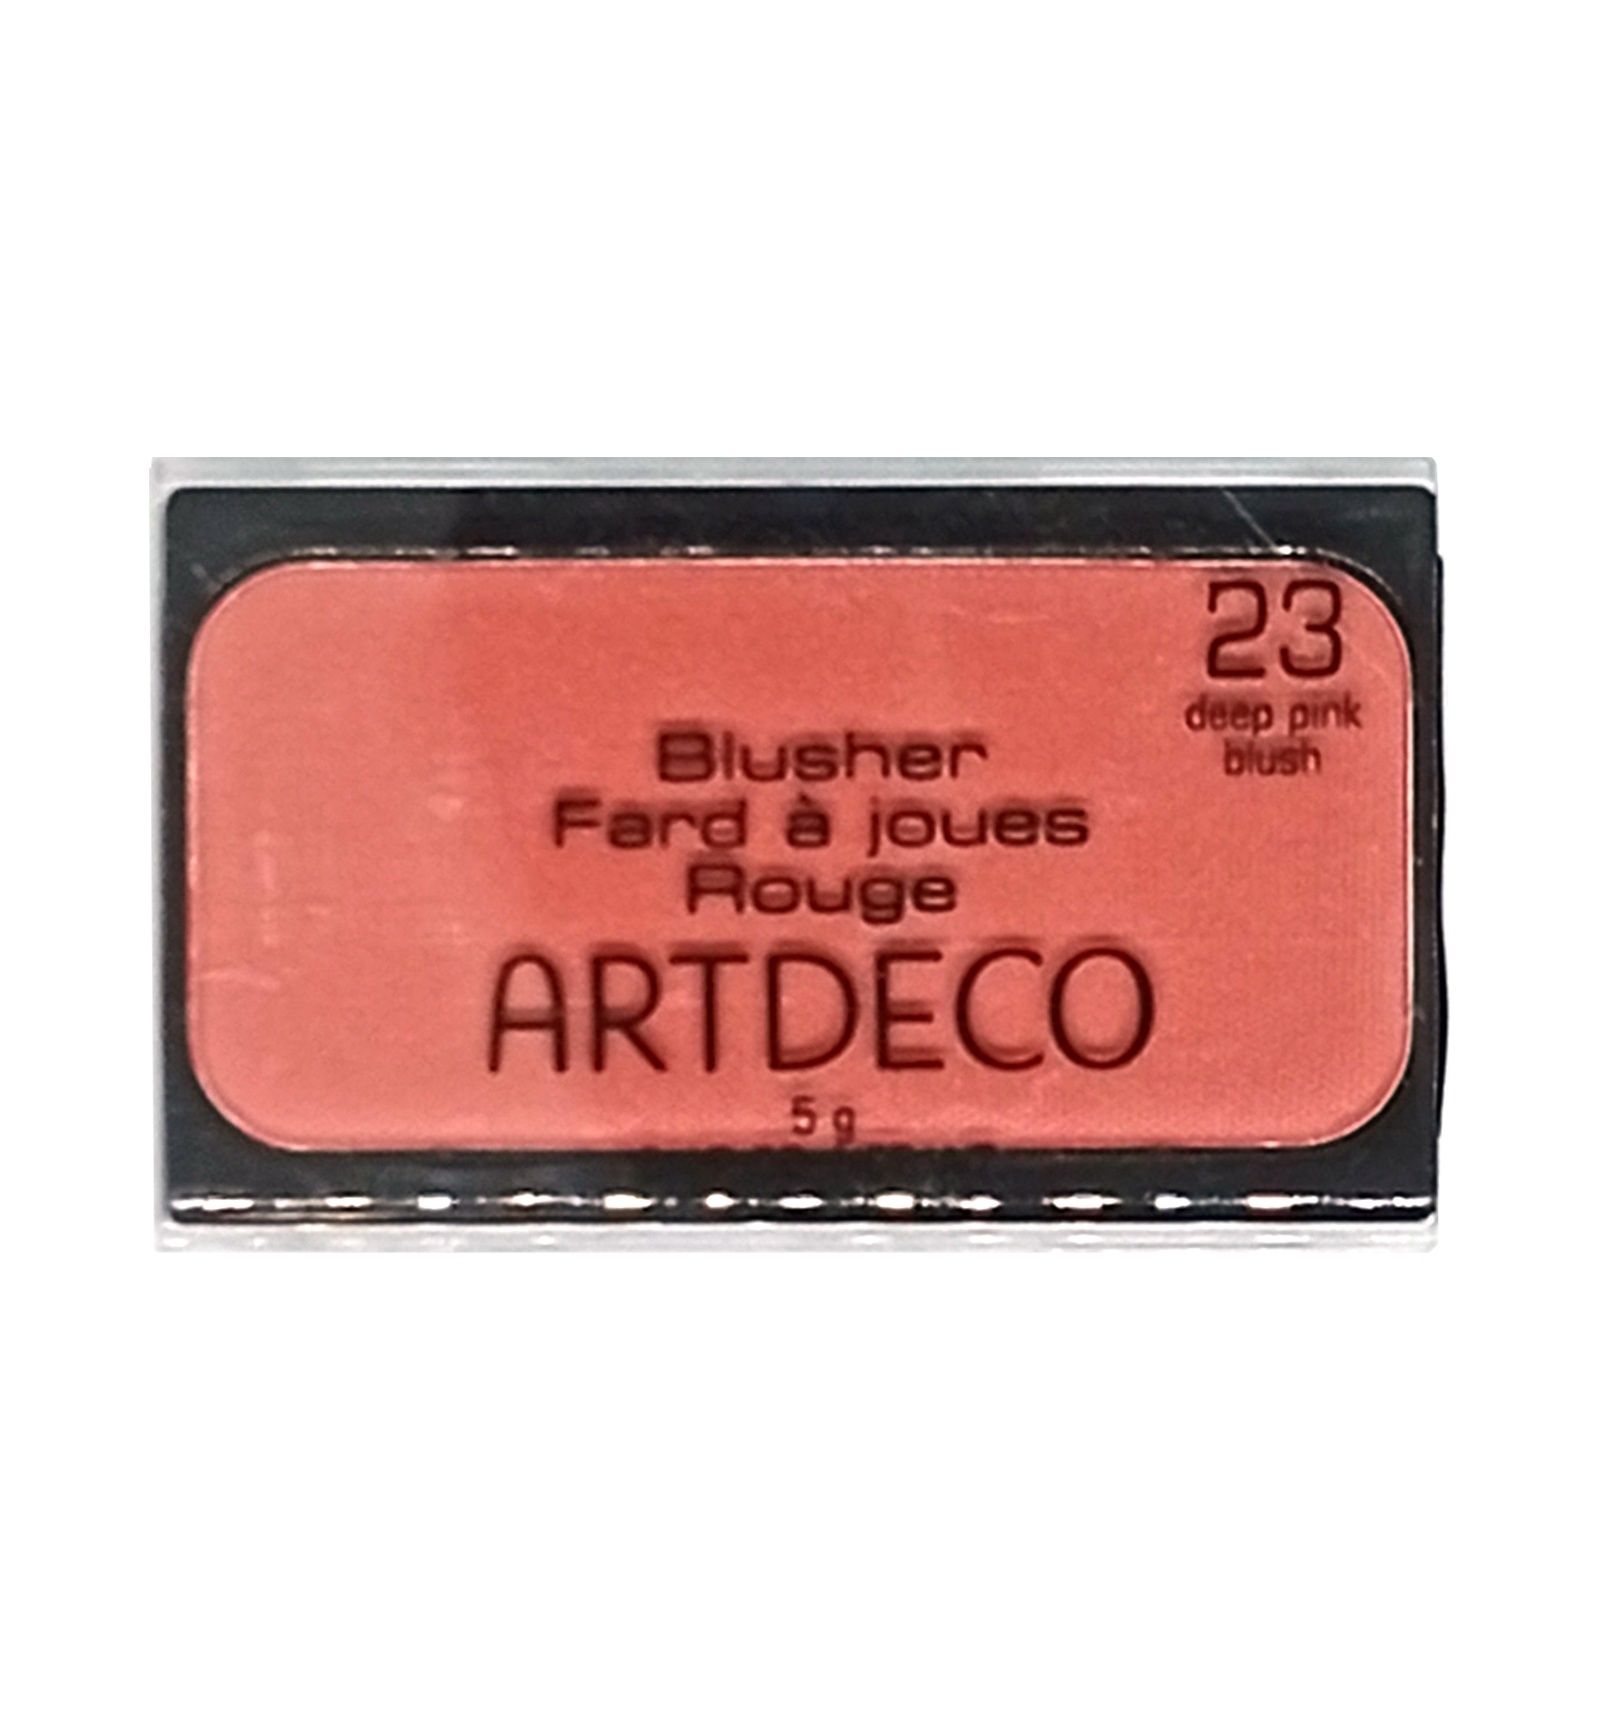 23
deep pink
blush
Blusher
Fard à joues
Rouge
ARTDECO
5 g